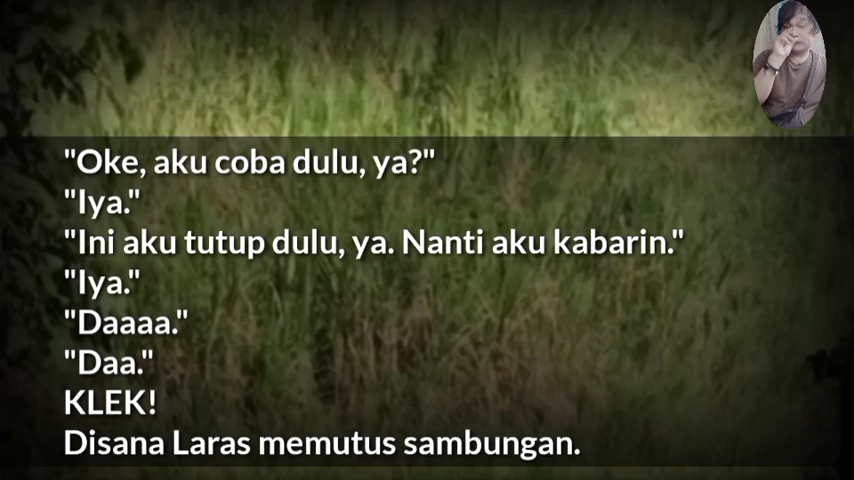 "Oke, aku coba dulu, ya?"
"Iya."
"Ini aku tutup dulu, ya. Nanti aku kabarin."
"Iya."
"Daaaa."
"Daa."
KLEK!
Disana Laras memutus sambungan.